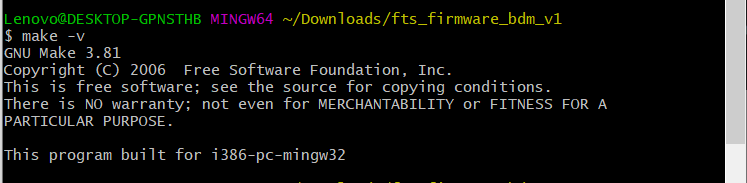 Lenovo@DESKTOP-GPNSTHB MINGW64 ~/Downloads/fts_firmware_bdm_v1
$ make -v
GNU Make 3.81
Copyright (C) 2006  Free Software Foundation, Inc.
This is free software; see the source for copying conditions.
There is NO warranty; not even for MERCHANTABILITY or FITNESS FOR A
PARTICULAR PURPOSE.
This program built for i386-pc-mingw32